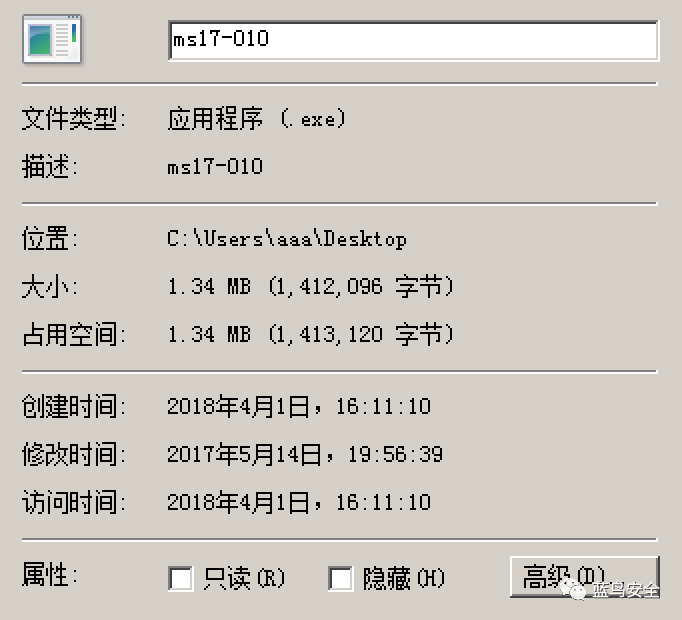 ms17-010
文件类型: 应用程序 (.exe)
描述: ms17-010
位置: C:\Users\aaa\Desktop
大小: 1.34 MB (1,412,096 字节)
占用空间: 1.34 MB (1,413,120 字节)
创建时间: 2018年4月1日，16:11:10
修改时间: 2017年5月14日，19:56:39
访问时间: 2018年4月1日，16:11:10
属性: 只读(R) 隐藏(H) 高级(D)...
蓝鸟安全